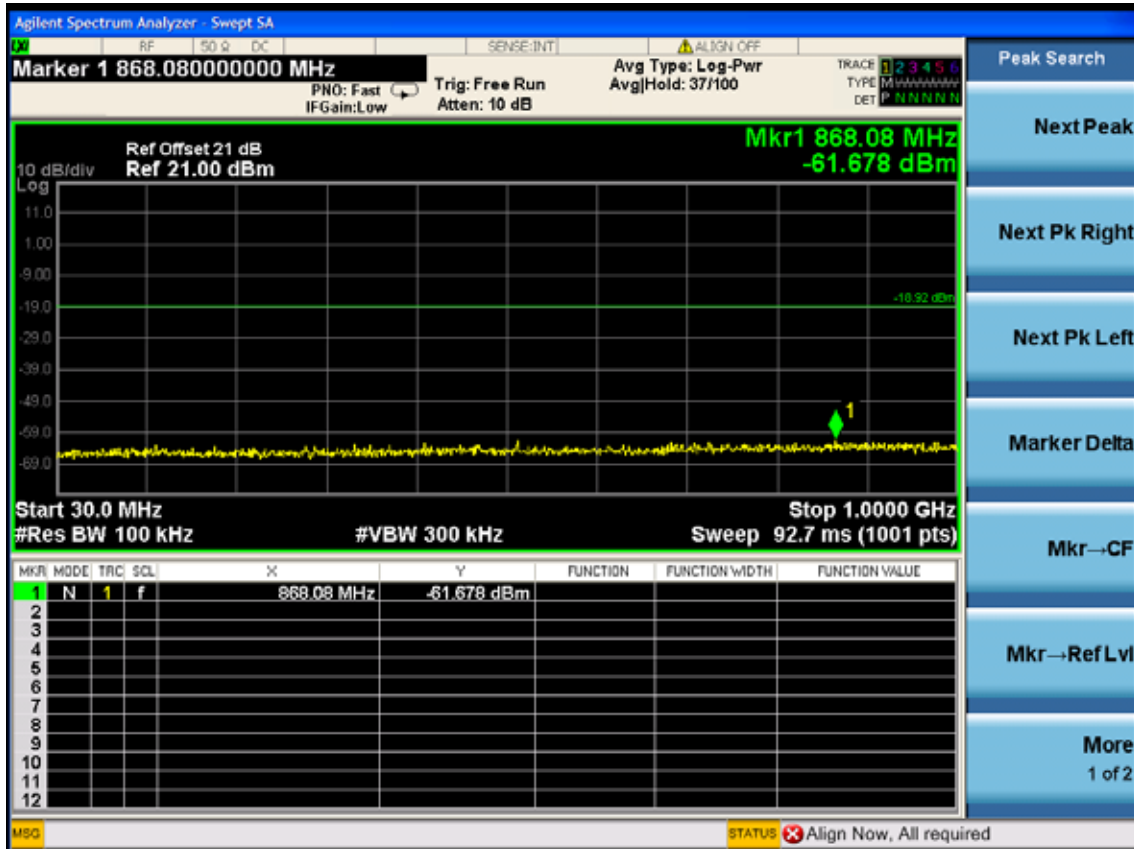 Agilent Spectrum Analyzer - Swept SA
RF 50 Ω DC SENSE:INT ALIGN OFF
Marker 1 868.080000000 MHz
PNO: Fast
IFGain:Low
Trig: Free Run
Atten: 10 dB
Avg Type: Log-Pwr
Avg|Hold: 37/100
TRACE 1 2 3 4 5 6
TYPE M
DET P N N N N N
Peak Search
Next Peak
Next Pk Right
Next Pk Left
Marker Delta
Mkr→CF
Mkr→Ref Lvl
More
1 of 2
Mkr1 868.08 MHz
-61.678 dBm
Ref Offset 21 dB
10 dB/div Ref 21.00 dBm
Log
11.0
1.00
-9.00
-19.0
-29.0
-39.0
-49.0
-59.0
-69.0
-18.92 dBm
1
Start 30.0 MHz Stop 1.0000 GHz
#Res BW 100 kHz #VBW 300 kHz Sweep 92.7 ms (1001 pts)
MKR MODE TRC SCL X Y FUNCTION FUNCTION WIDTH FUNCTION VALUE
1 N 1 f 868.08 MHz -61.678 dBm
2
3
4
5
6
7
8
9
10
11
12
MSG STATUS Align Now, All required